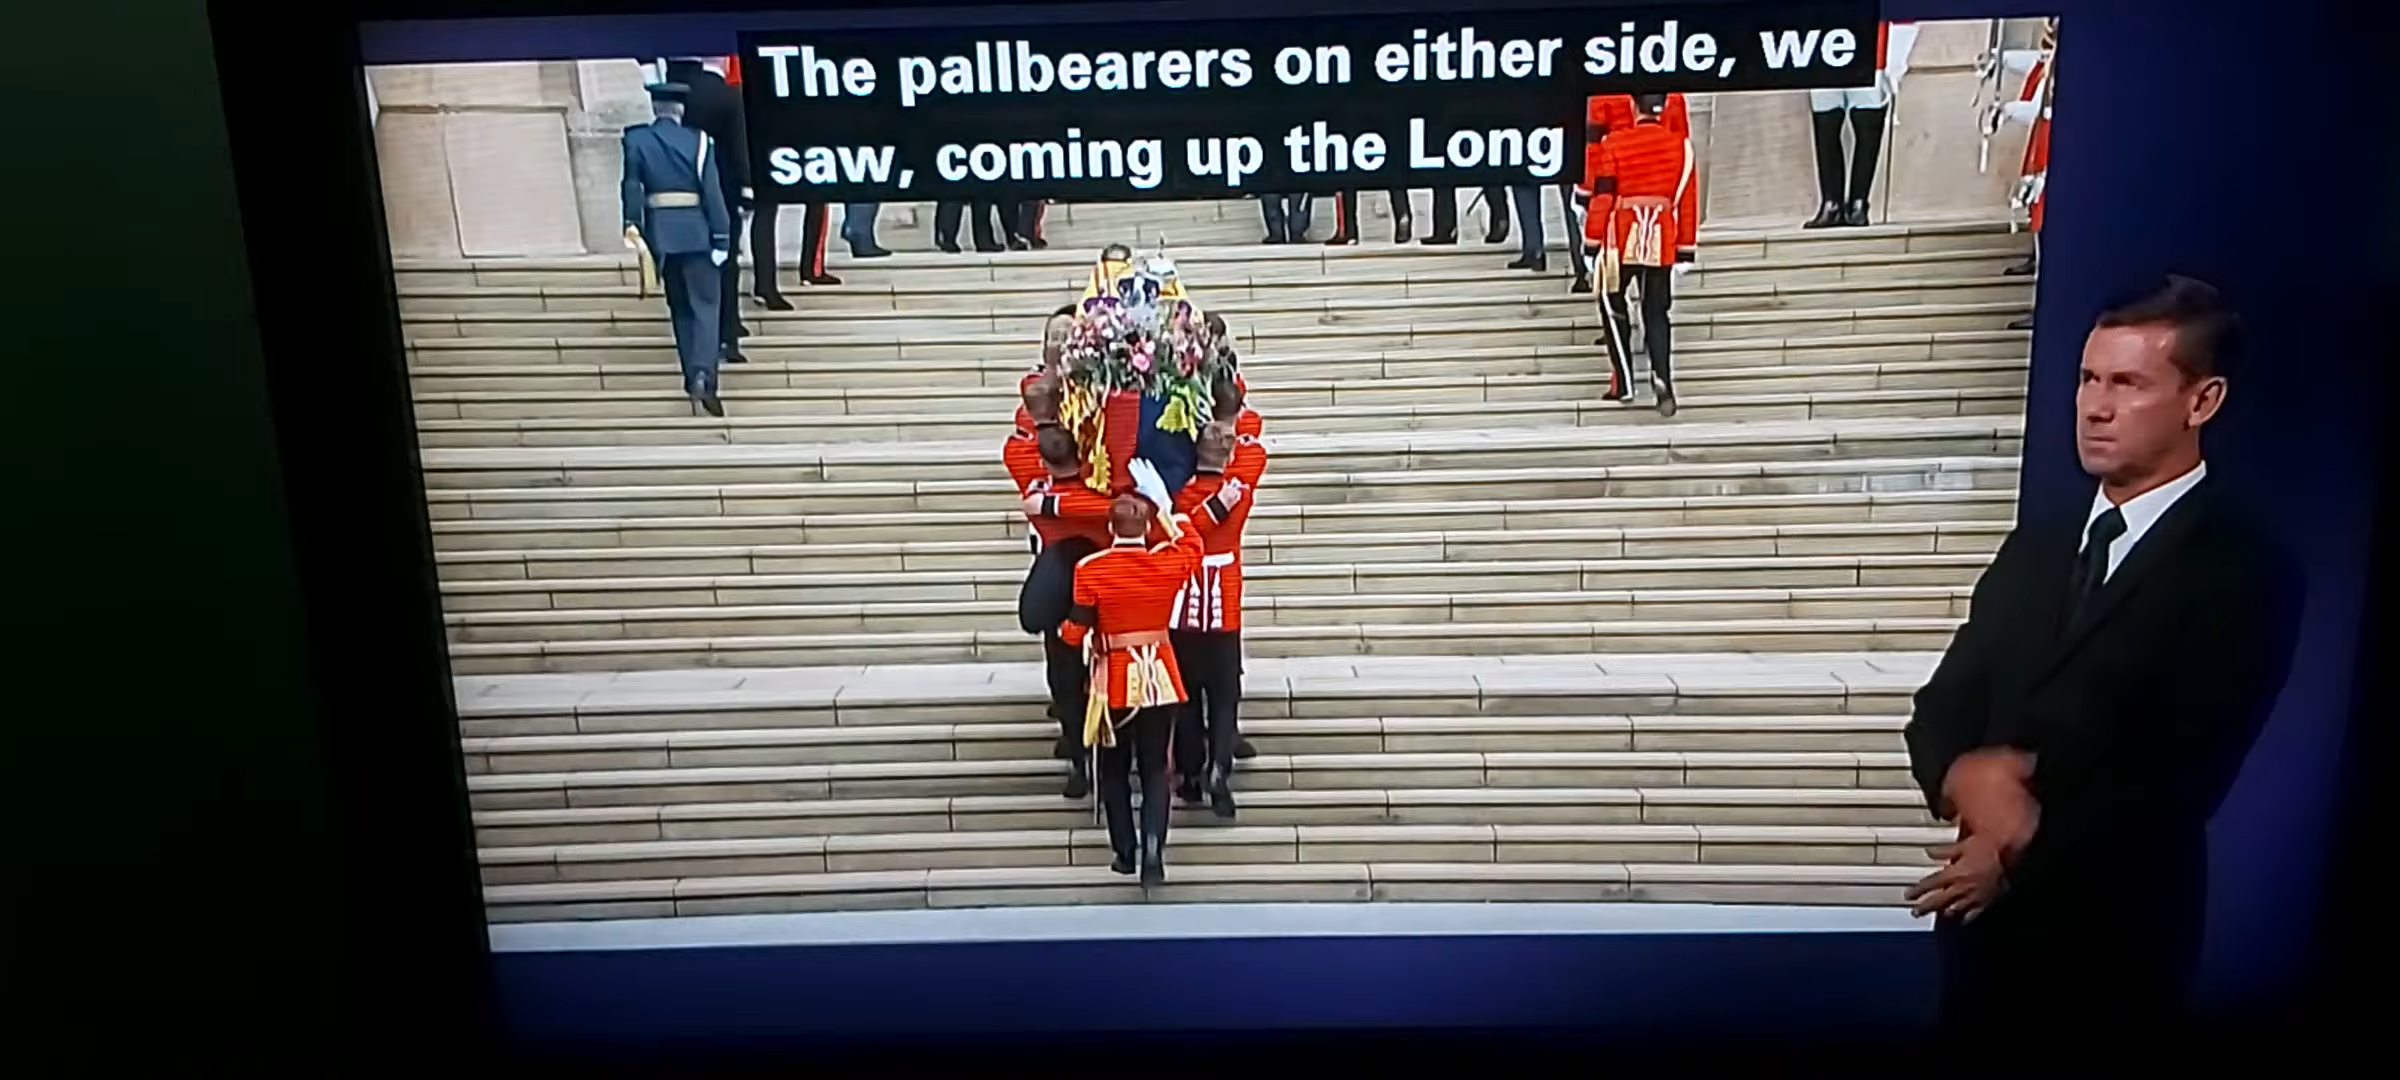 The pallbearers on either side, we
saw, coming up the Long